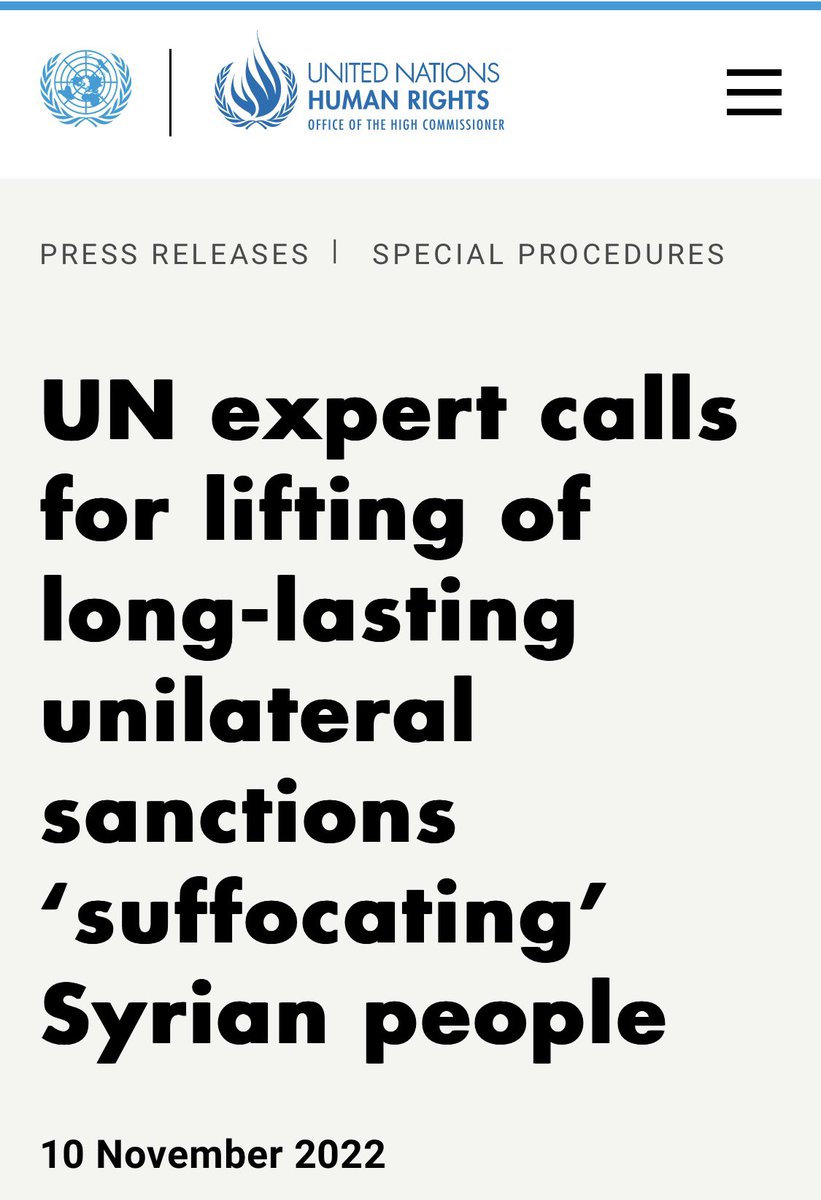 UNITED NATIONS
HUMAN RIGHTS
OFFICE OF THE HIGH COMMISSIONER
PRESS RELEASES | SPECIAL PROCEDURES
UN expert calls
for lifting of
long-lasting
unilateral
sanctions
‘suffocating’
Syrian people
10 November 2022